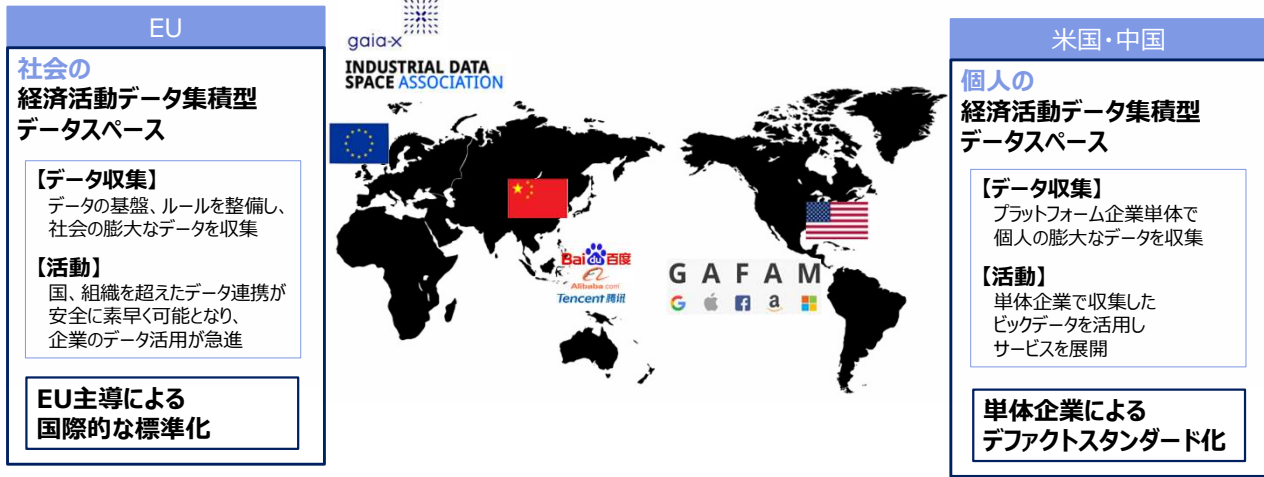 EU
社会の
経済活動データ集積型
データスペース
【データ収集】
データの基盤、ルールを整備し、
社会の膨大なデータを収集
【活動】
国、組織を超えたデータ連携が
安全に素早く可能となり、
企業のデータ活用が急進
EU主導による
国際的な標準化
gaia-x
INDUSTRIAL DATA
SPACE ASSOCIATION
Bai du 百度
Alibaba.com
Tencent 腾讯
G A F A M
米国・中国
個人の
経済活動データ集積型
データスペース
【データ収集】
プラットフォーム企業単体で
個人の膨大なデータを収集
【活動】
単体企業で収集した
ビックデータを活用し
サービスを展開
単体企業による
デファクトスタンダード化